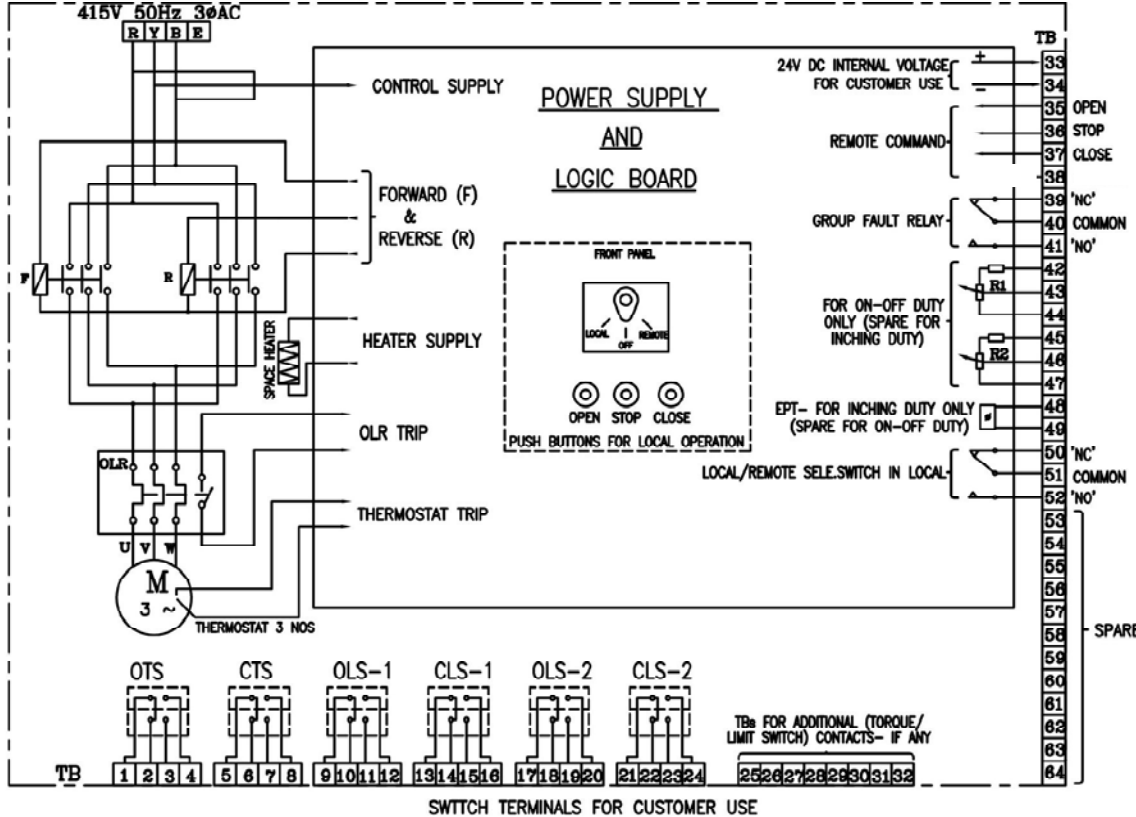 415V 50Hz 3øAC
R Y B E
TB
CONTROL SUPPLY
POWER SUPPLY
AND
LOGIC BOARD
24V DC INTERNAL VOLTAGE
FOR CUSTOMER USE
+
−
33
34
35 OPEN
36 STOP
37 CLOSE
38
REMOTE COMMAND
FORWARD (F)
&
REVERSE (R)
39 'NC'
40 COMMON
41 'NO'
GROUP FAULT RELAY
F
R
FRONT PANEL
LOCAL
OFF
REMOTE
42
43
44
45
46
47
R1
R2
FOR ON-OFF DUTY
ONLY (SPARE FOR
INCHING DUTY)
SPACE HEATER
HEATER SUPPLY
OPEN STOP CLOSE
PUSH BUTTONS FOR LOCAL OPERATION
EPT- FOR INCHING DUTY ONLY
(SPARE FOR ON-OFF DUTY)
48
49
OLR TRIP
OLR
LOCAL/REMOTE SELE.SWITCH IN LOCAL
50 'NC'
51 COMMON
52 'NO'
THERMOSTAT TRIP
U V W
M
3 ~
THERMOSTAT 3 NOS
53
54
55
56
57
58
59
60
61
62
63
64
SPARE
OTS CTS OLS-1 CLS-1 OLS-2 CLS-2
TBs FOR ADDITIONAL (TORQUE/
LIMIT SWITCH) CONTACTS- IF ANY
TB 1 2 3 4 5 6 7 8 9 10 11 12 13 14 15 16 17 18 19 20 21 22 23 24 25 26 27 28 29 30 31 32
SWITCH TERMINALS FOR CUSTOMER USE